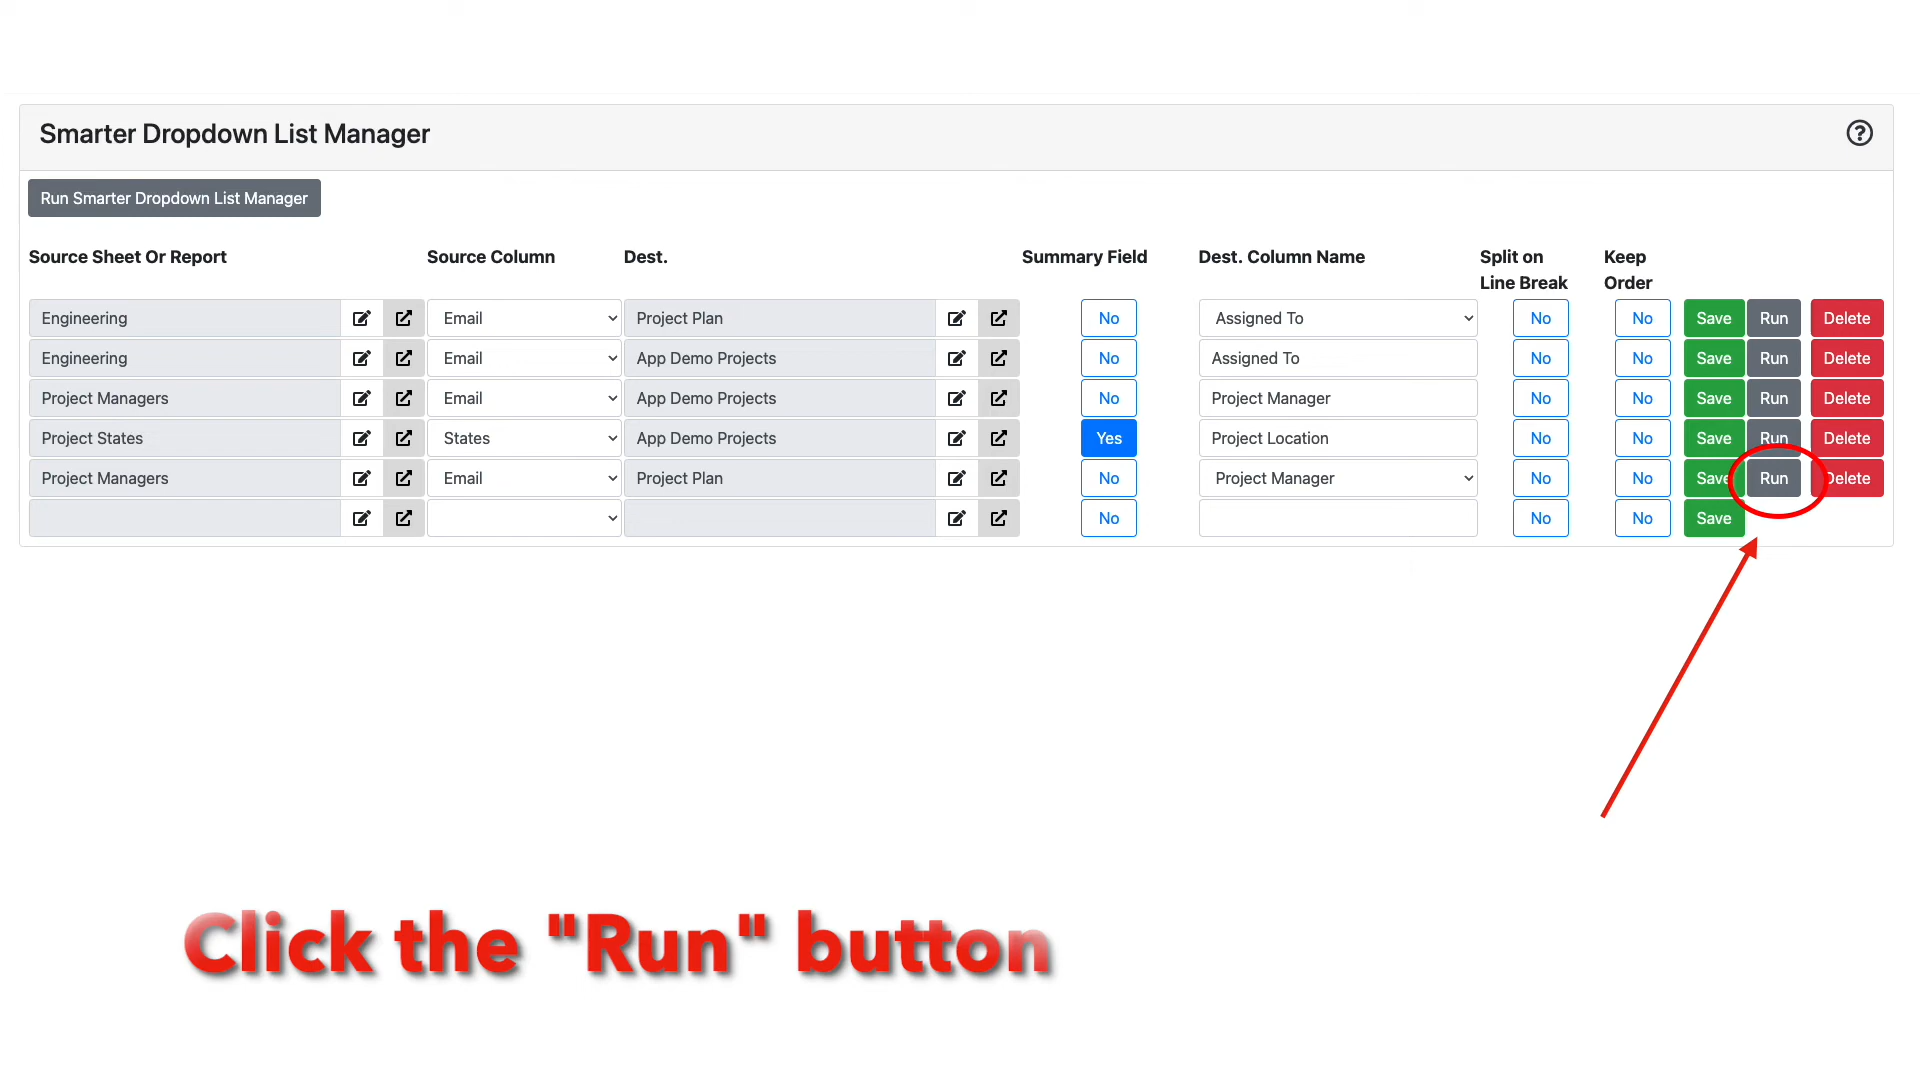 Smarter Dropdown List Manager
Run Smarter Dropdown List Manager
Source Sheet Or Report Source Column Dest. Summary Field Dest. Column Name Split on Line Break Keep Order
Engineering Email Project Plan No Assigned To No No Save Run Delete
Engineering Email App Demo Projects No Assigned To No No Save Run Delete
Project Managers Email App Demo Projects No Project Manager No No Save Run Delete
Project States States App Demo Projects Yes Project Location No No Save Run Delete
Project Managers Email Project Plan No Project Manager No No Save Run Delete
No No No Save
Click the "Run" button